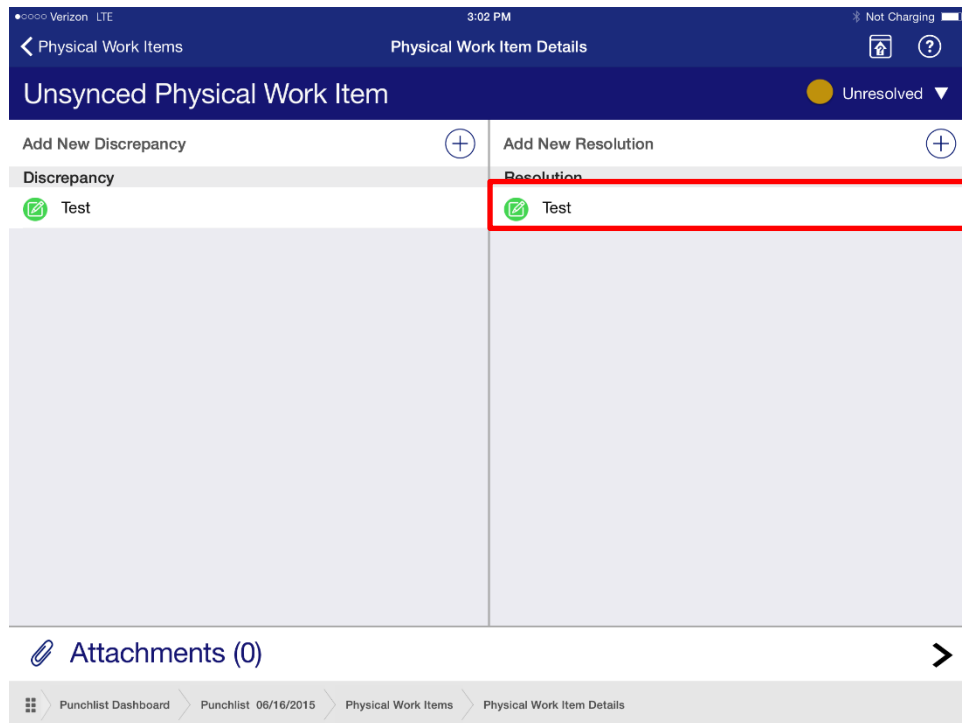 Verizon LTE 3:02 PM Not Charging
Physical Work Items Physical Work Item Details ?
Unsynced Physical Work Item Unresolved
Add New Discrepancy Add New Resolution
Discrepancy Resolution
Test Test
Attachments (0)
Punchlist Dashboard Punchlist 06/16/2015 Physical Work Items Physical Work Item Details